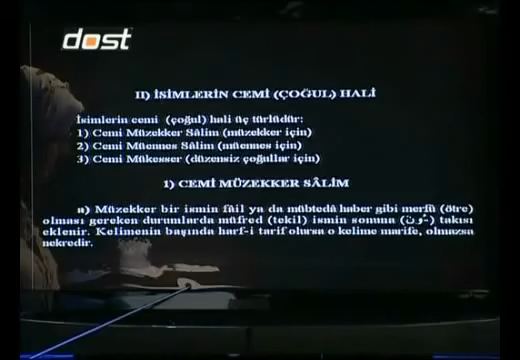 dost
II) İSİMLERİN CEMİ (ÇOĞUL) HALİ
İsimlerin cemi (çoğul) hali üç türlüdür:
1) Cemi Müzekker Sâlim (müzekker için)
2) Cemi Müennes Sâlim (müennes için)
3) Cemi Mükesser (düzensiz çoğullar için)
1) CEMİ MÜZEKKER SÂLİM
a) Müzekker bir ismin fâil ya da mübtedâ haber gibi merfû (ötre)
olması gereken durumlarda müfred (tekil) ismin sonuna (ـُونَ) takısı
eklenir. Kelimenin başında harf-i tarif olursa o kelime marife, olmazsa
nekredir.